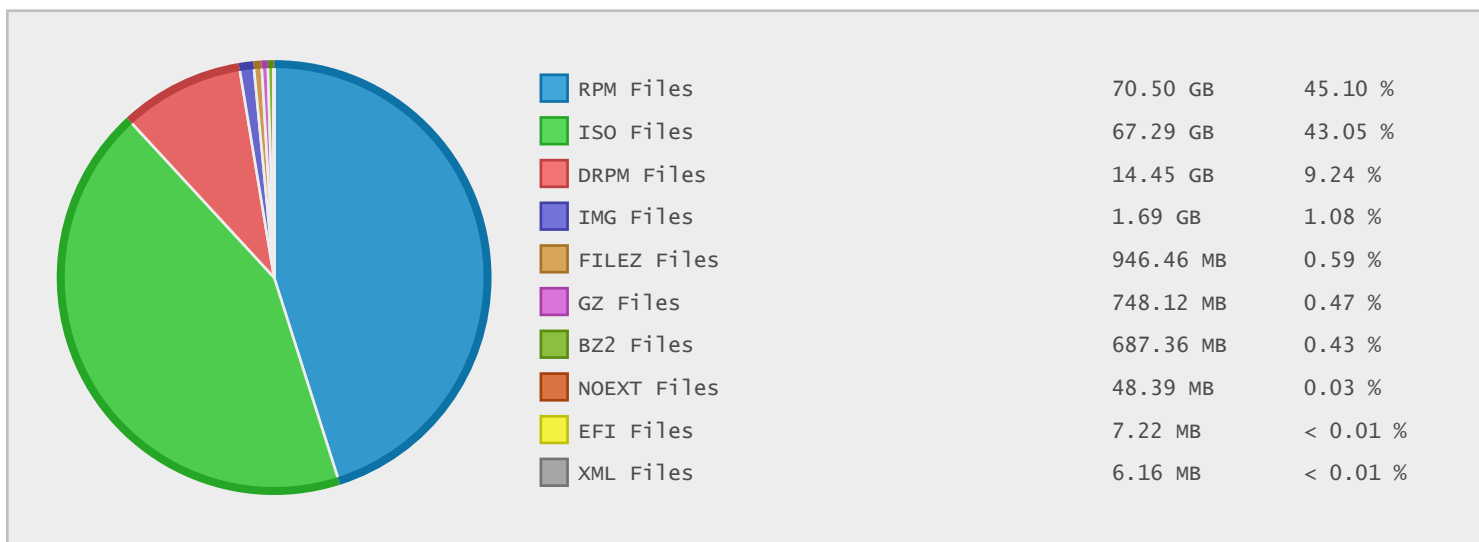 RPM Files 70.50 GB 45.10 %
ISO Files 67.29 GB 43.05 %
DRPM Files 14.45 GB 9.24 %
IMG Files 1.69 GB 1.08 %
FILEZ Files 946.46 MB 0.59 %
GZ Files 748.12 MB 0.47 %
BZ2 Files 687.36 MB 0.43 %
NOEXT Files 48.39 MB 0.03 %
EFI Files 7.22 MB < 0.01 %
XML Files 6.16 MB < 0.01 %